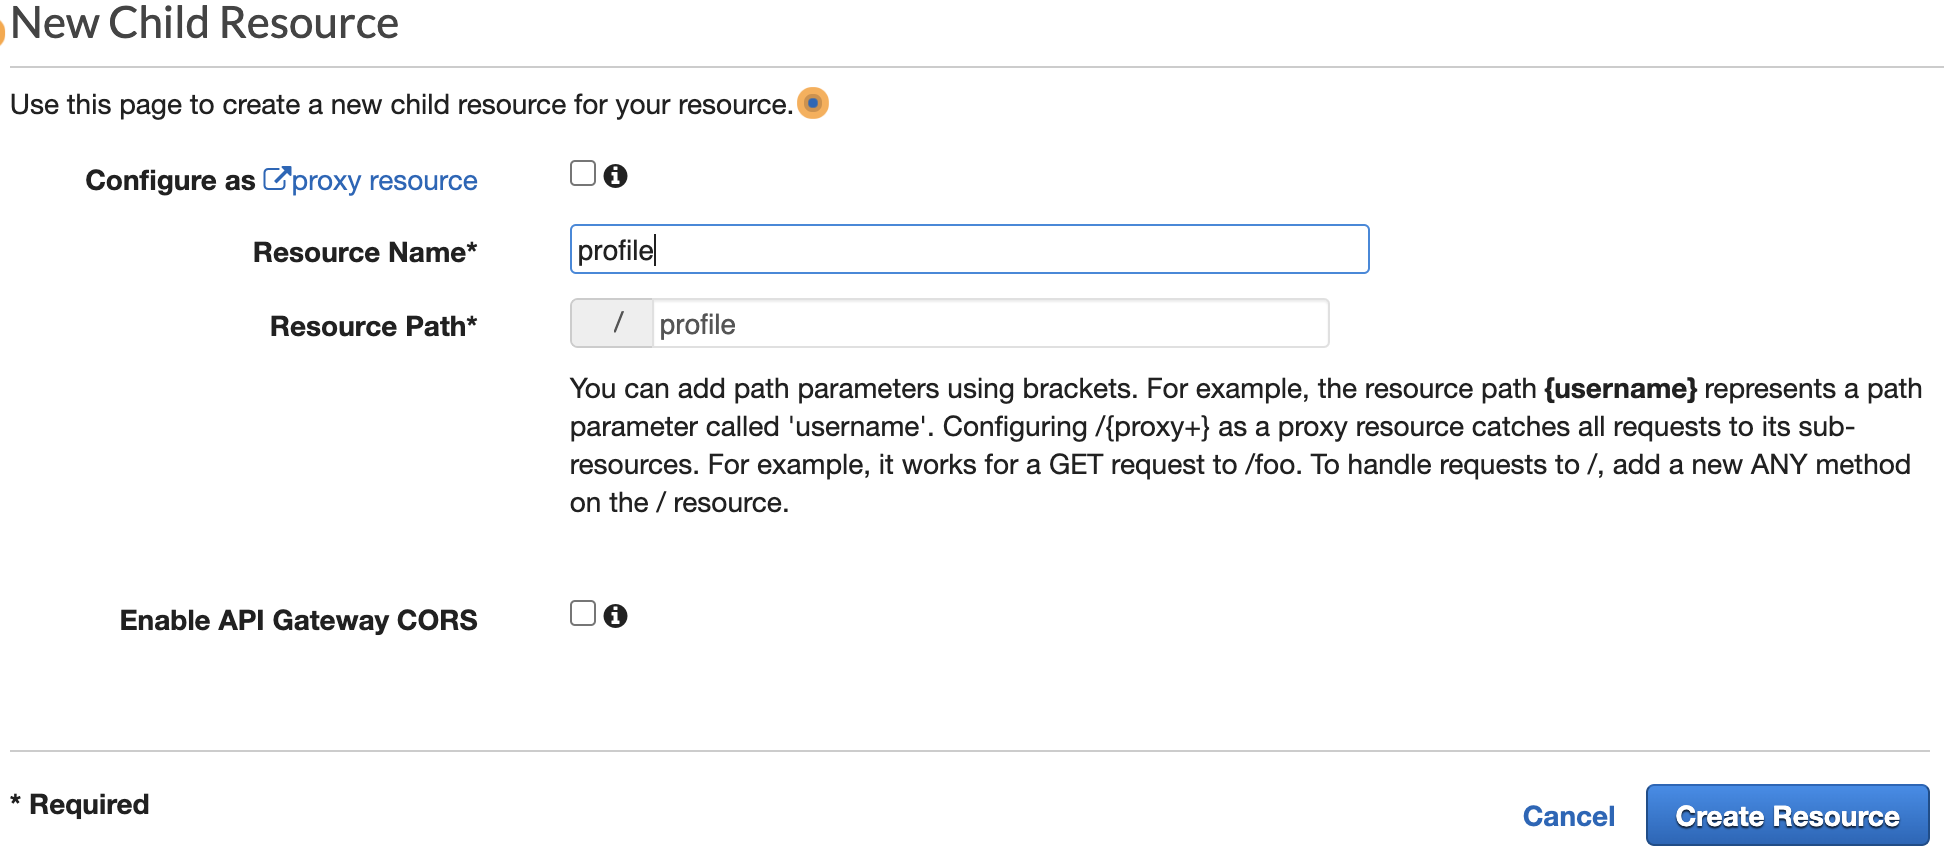 New Child Resource
Use this page to create a new child resource for your resource.
Configure as proxy resource
Resource Name* profile
Resource Path* / profile
You can add path parameters using brackets. For example, the resource path {username} represents a path
parameter called 'username'. Configuring /{proxy+} as a proxy resource catches all requests to its sub-
resources. For example, it works for a GET request to /foo. To handle requests to /, add a new ANY method
on the / resource.
Enable API Gateway CORS
* Required
Cancel Create Resource